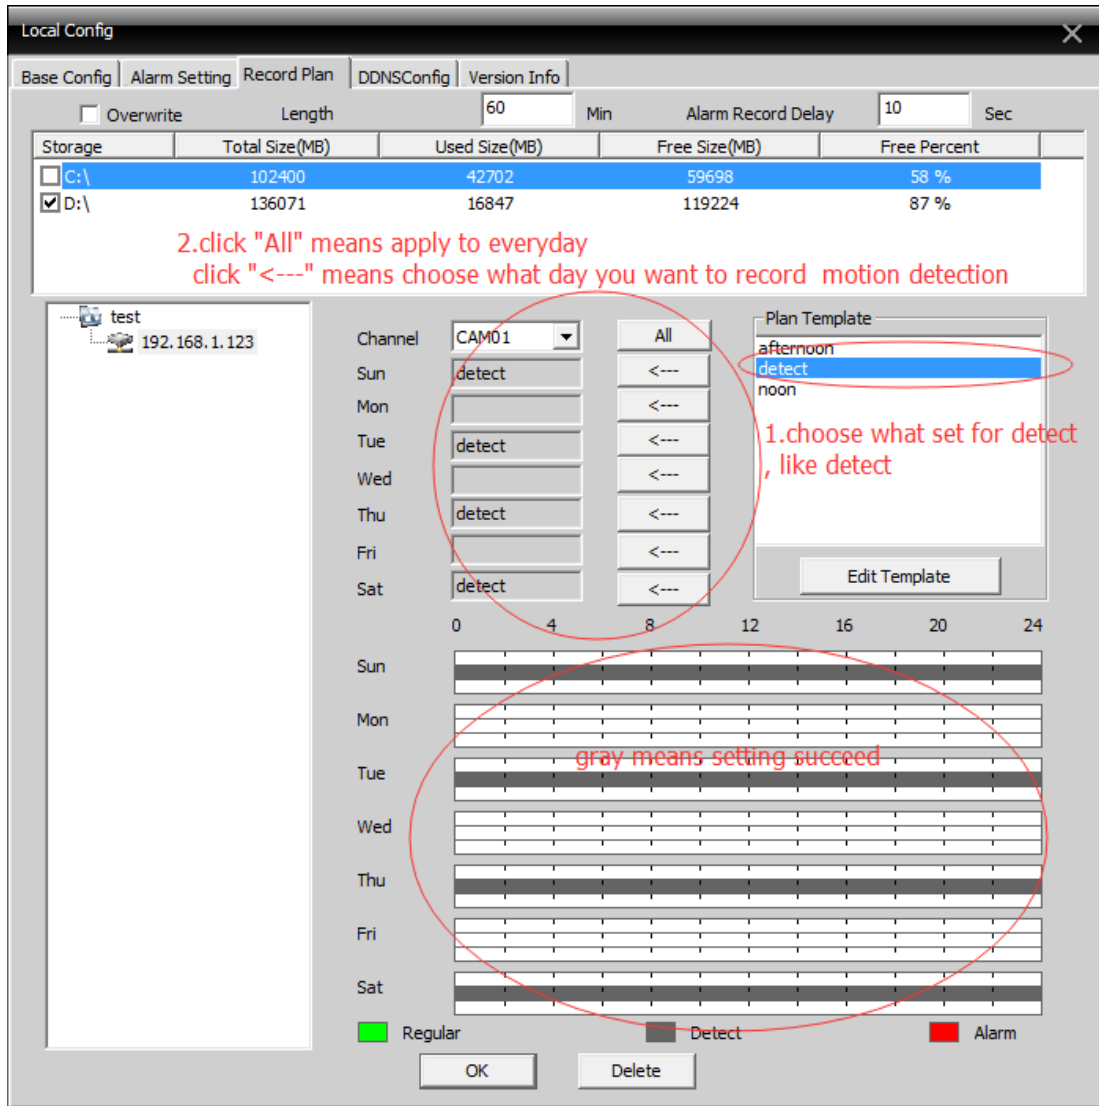 Local Config
Base Config Alarm Setting Record Plan DDNSConfig Version Info
Overwrite Length 60 Min Alarm Record Delay 10 Sec
Storage Total Size(MB) Used Size(MB) Free Size(MB) Free Percent
C:\ 102400 42702 59698 58 %
D:\ 136071 16847 119224 87 %
2.click "All" means apply to everyday
click "<---" means choose what day you want to record motion detection
test
192.168.1.123
Channel CAM01 All
Sun detect <---
Mon <---
Tue detect <---
Wed <---
Thu detect <---
Fri <---
Sat detect <---
Plan Template
afternoon
detect
noon
1.choose what set for detect
, like detect
Edit Template
0 4 8 12 16 20 24
Sun
Mon
gray means setting succeed
Tue
Wed
Thu
Fri
Sat
Regular Detect Alarm
OK Delete